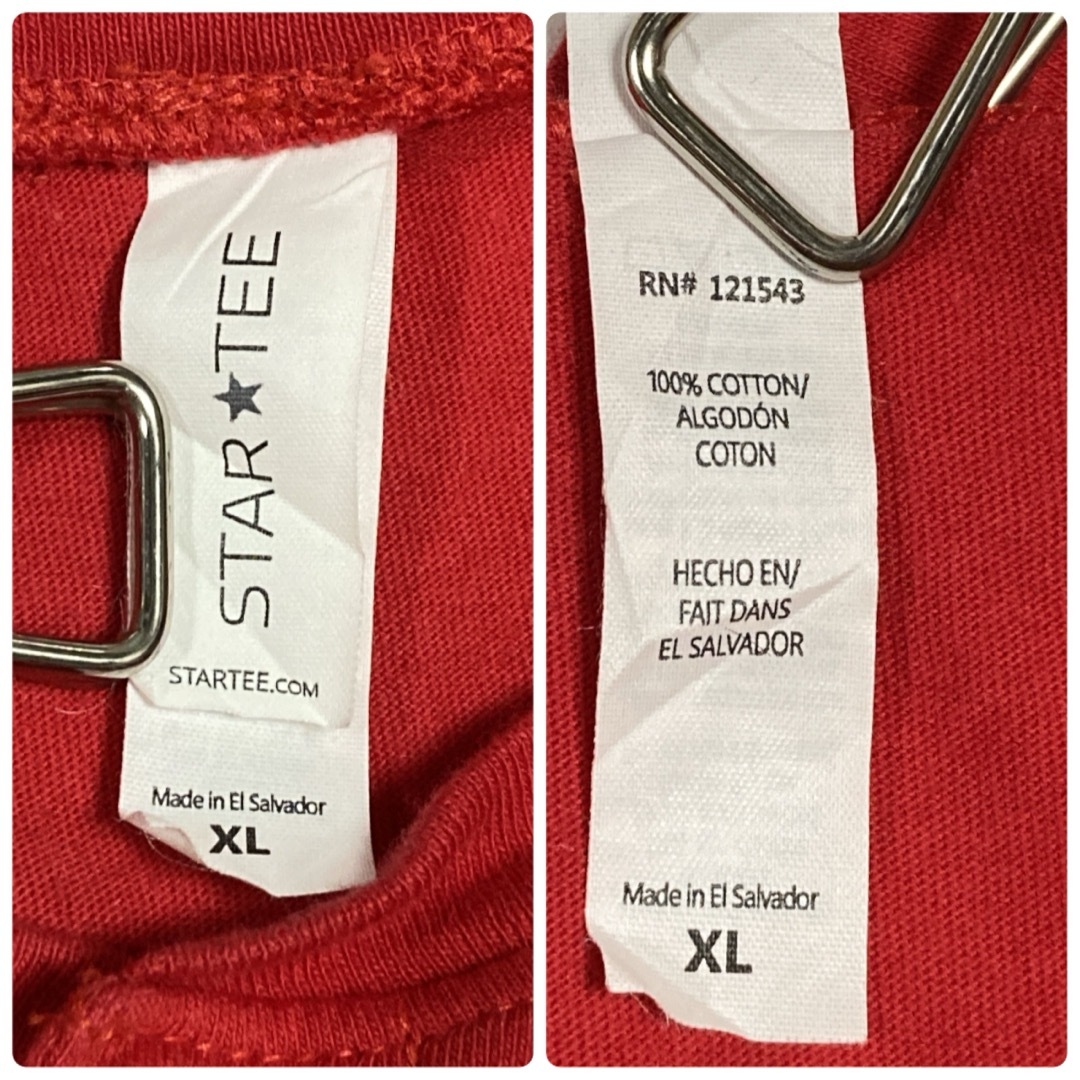 STAR★TEE
STARTEE.COM
Made in El Salvador
XL
RN# 121543
100% COTTON/
ALGODÓN
COTON
HECHO EN/
FAIT DANS
EL SALVADOR
Made in El Salvador
XL